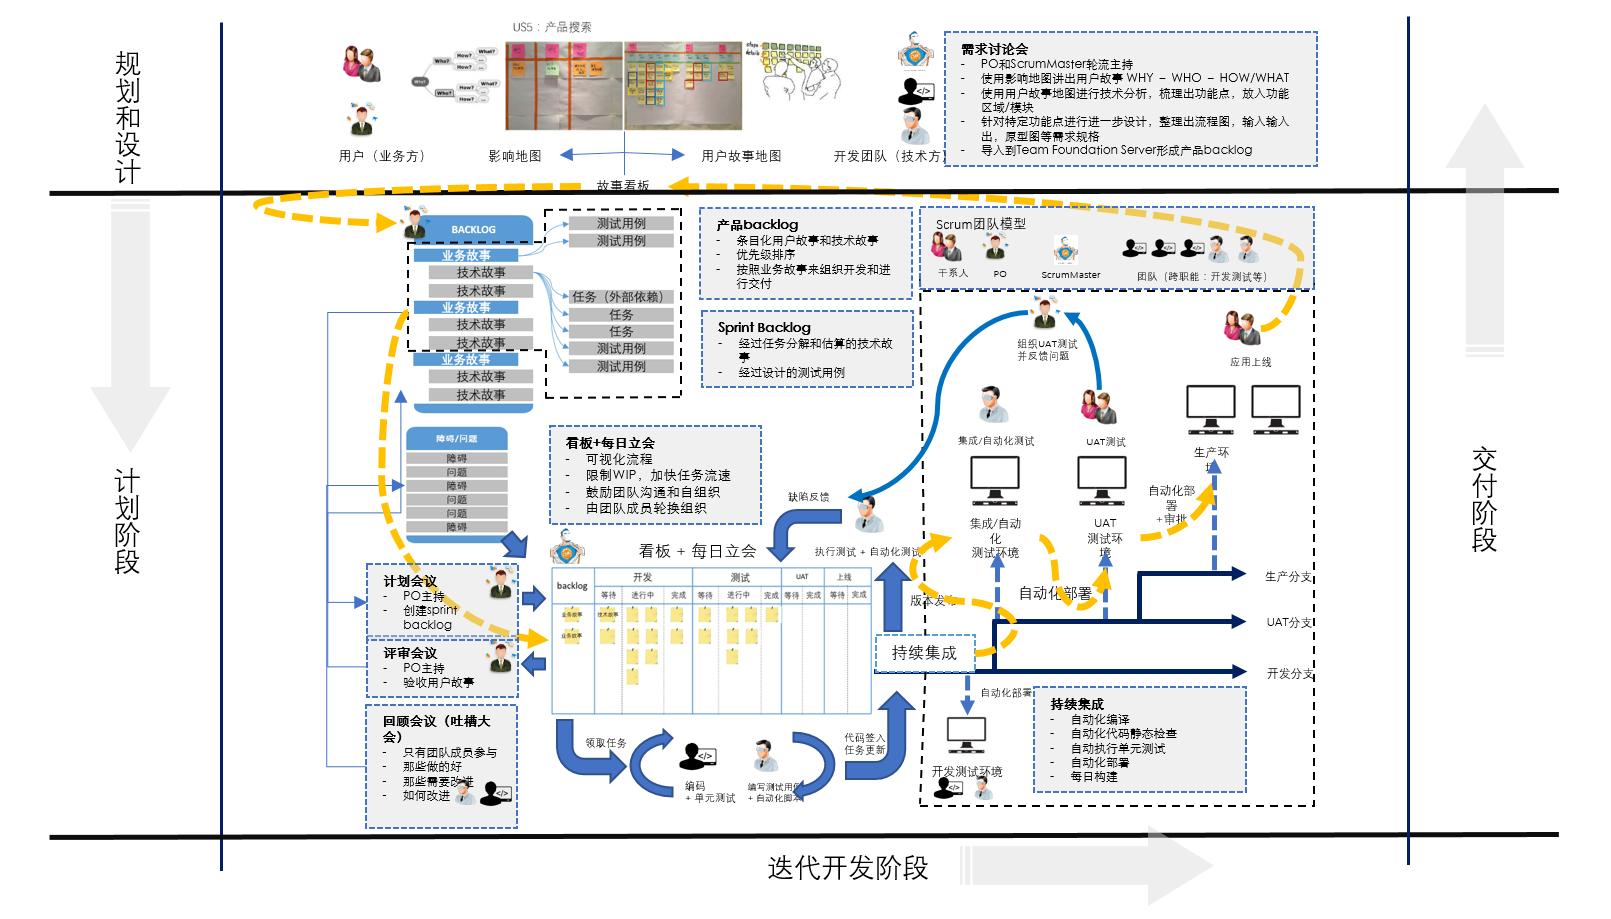 规划和设计
US5：产品搜索
Why?
Who?
Who?
How?
How?
How?
How?
What?
...
What?
...
steps
details
用户（业务方）
影响地图
用户故事地图
开发团队（技术方）
故事看板
需求讨论会
- PO和ScrumMaster轮流主持
- 使用影响地图讲出用户故事 WHY – WHO – HOW/WHAT
- 使用用户故事地图进行技术分析，梳理出功能点，放入功能
区域/模块
- 针对特定功能点进行进一步设计，整理出流程图，输入输入
出，原型图等需求规格
- 导入到Team Foundation Server形成产品backlog
计划阶段
BACKLOG
业务故事
技术故事
技术故事
业务故事
技术故事
技术故事
业务故事
技术故事
技术故事
测试用例
测试用例
任务（外部依赖）
任务
任务
测试用例
测试用例
产品backlog
- 条目化用户故事和技术故事
- 优先级排序
- 按照业务故事来组织开发和进
行交付
Sprint Backlog
- 经过任务分解和估算的技术故
事
- 经过设计的测试用例
Scrum团队模型
干系人
PO
ScrumMaster
团队（跨职能：开发测试等）
障碍/问题
障碍
问题
障碍
问题
问题
障碍
看板+每日立会
- 可视化流程
- 限制WIP，加快任务流速
- 鼓励团队沟通和自组织
- 由团队成员轮换组织
计划会议
- PO主持
- 创建sprint
backlog
评审会议
- PO主持
- 验收用户故事
回顾会议（吐槽大
会）
- 只有团队成员参与
- 那些做的好
- 那些需要改进
- 如何改进
看板 + 每日立会
backlog
开发
测试
UAT
上线
等待
进行中
完成
等待
进行中
完成
等待
完成
等待
完成
业务故事
技术故事
业务故事
领取任务
编码
+ 单元测试
编写测试用例
+ 自动化脚本
代码签入
任务更新
缺陷反馈
执行测试 + 自动化测试
版本发布
持续集成
组织UAT测试
并反馈问题
应用上线
集成/自动化测试
UAT测试
生产环
境
集成/自动
化
测试环境
UAT
测试环
境
自动化部
署
+审批
自动化部署
生产分支
UAT分支
开发分支
自动化部署
开发测试环境
持续集成
- 自动化编译
- 自动化代码静态检查
- 自动执行单元测试
- 自动化部署
- 每日构建
交付阶段
迭代开发阶段